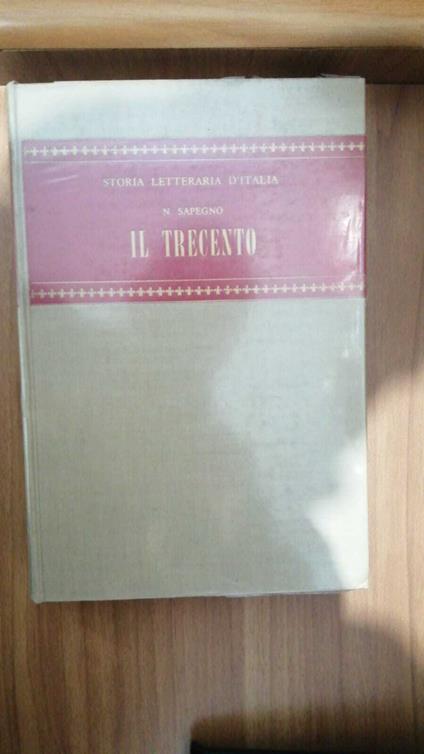 STORIA LETTERARIA D'ITALIA
N. SAPEGNO
IL TRECENTO